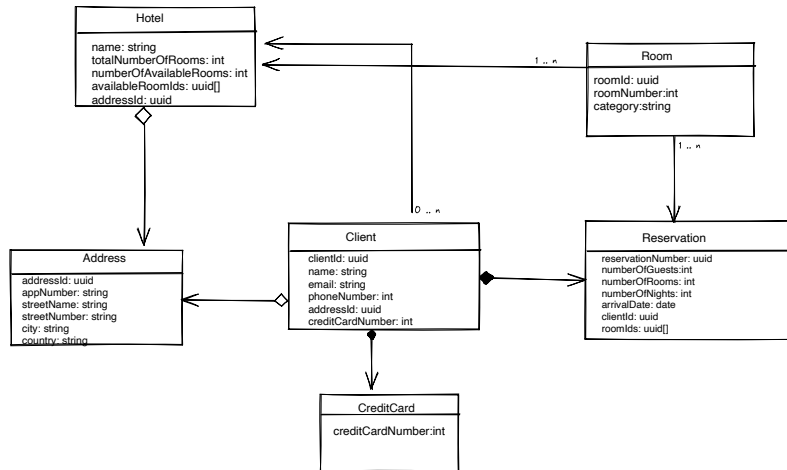 Hotel
name: string
totalNumberOfRooms: int
numberOfAvailableRooms: int
availableRoomIds: uuid[]
addressId: uuid
1 .. n
Room
roomId: uuid
roomNumber:int
category:string
1 .. n
0 .. n
Address
addressId: uuid
appNumber: string
streetName: string
streetNumber: string
city: string
country: string
Client
clientId: uuid
name: string
email: string
phoneNumber: int
addressId: uuid
creditCardNumber: int
Reservation
reservationNumber: uuid
numberOfGuests:int
numberOfRooms: int
numberOfNights: int
arrivalDate: date
clientId: uuid
roomIds: uuid[]
CreditCard
creditCardNumber:int